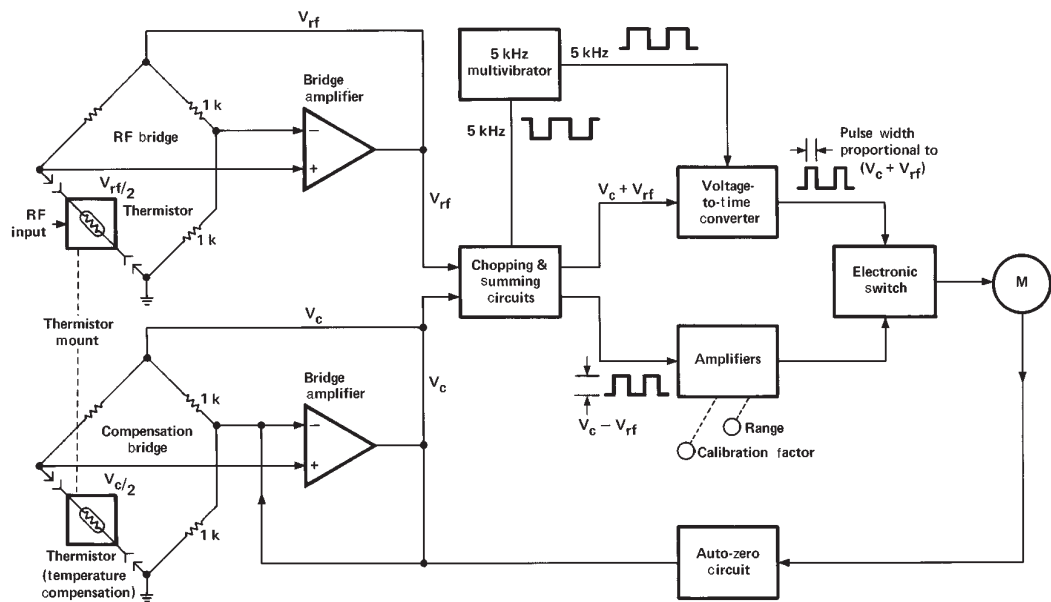 V_rf
1 k
RF bridge
Bridge
amplifier
−
+
V_rf/2
RF
input
Thermistor
1 k
V_rf
5 kHz
multivibrator
5 kHz
5 kHz
V_c + V_rf
Voltage-
to-time
converter
Pulse width
proportional to
(V_c + V_rf)
Chopping &
summing
circuits
Electronic
switch
M
Thermistor
mount
V_c
V_c
Amplifiers
V_c − V_rf
Range
Calibration factor
1 k
Compensation
bridge
Bridge
amplifier
−
+
V_c/2
1 k
Thermistor
(temperature
compensation)
Auto-zero
circuit